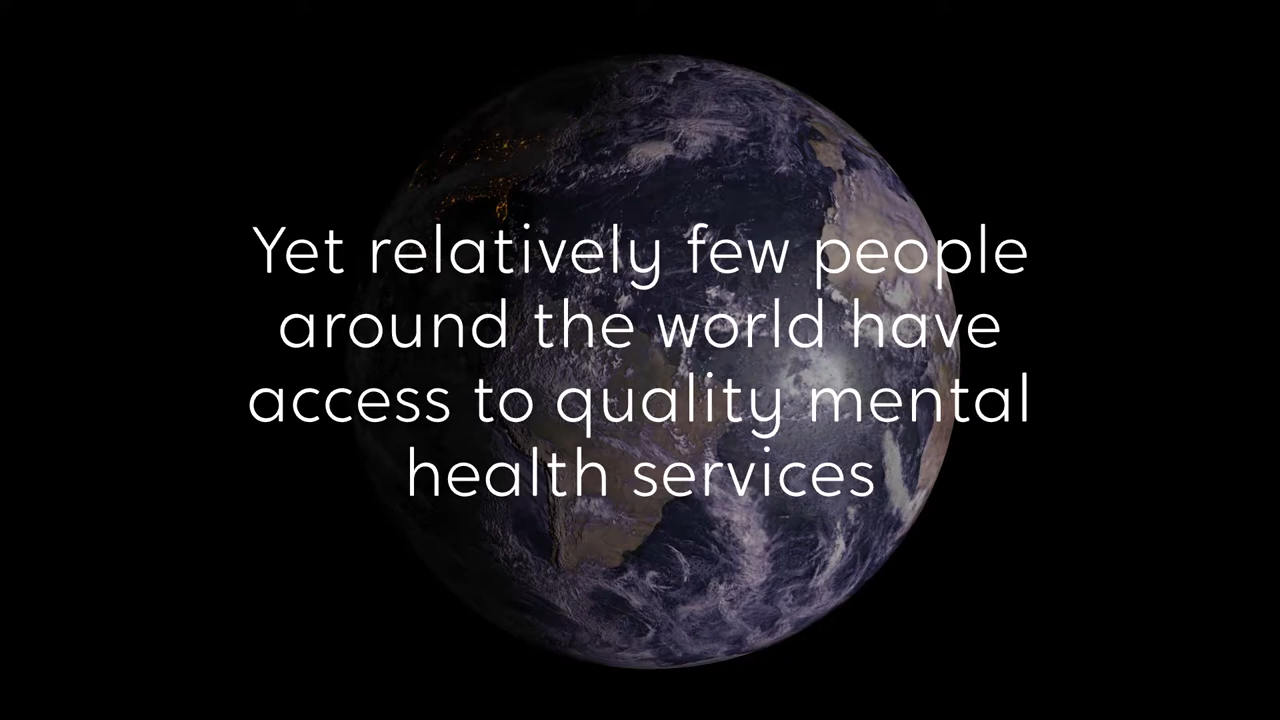 Yet relatively few people
around the world have
access to quality mental
health services